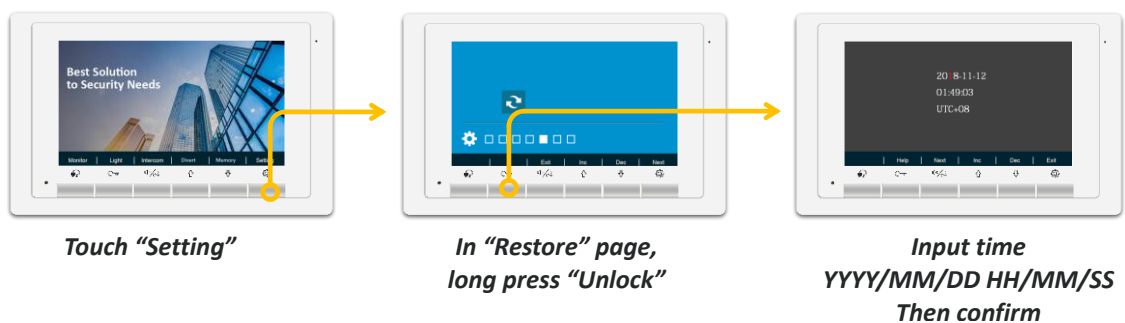 Best Solution
to Security Needs
Monitor | Light | Intercom | Divert | Memory | Setting
Touch “Setting”
Exit | Inc | Dec | Next
In “Restore” page,
long press “Unlock”
2018-11-12
01:49:03
UTC+08
Help | Next | Inc | Dec | Exit
Input time
YYYY/MM/DD HH/MM/SS
Then confirm